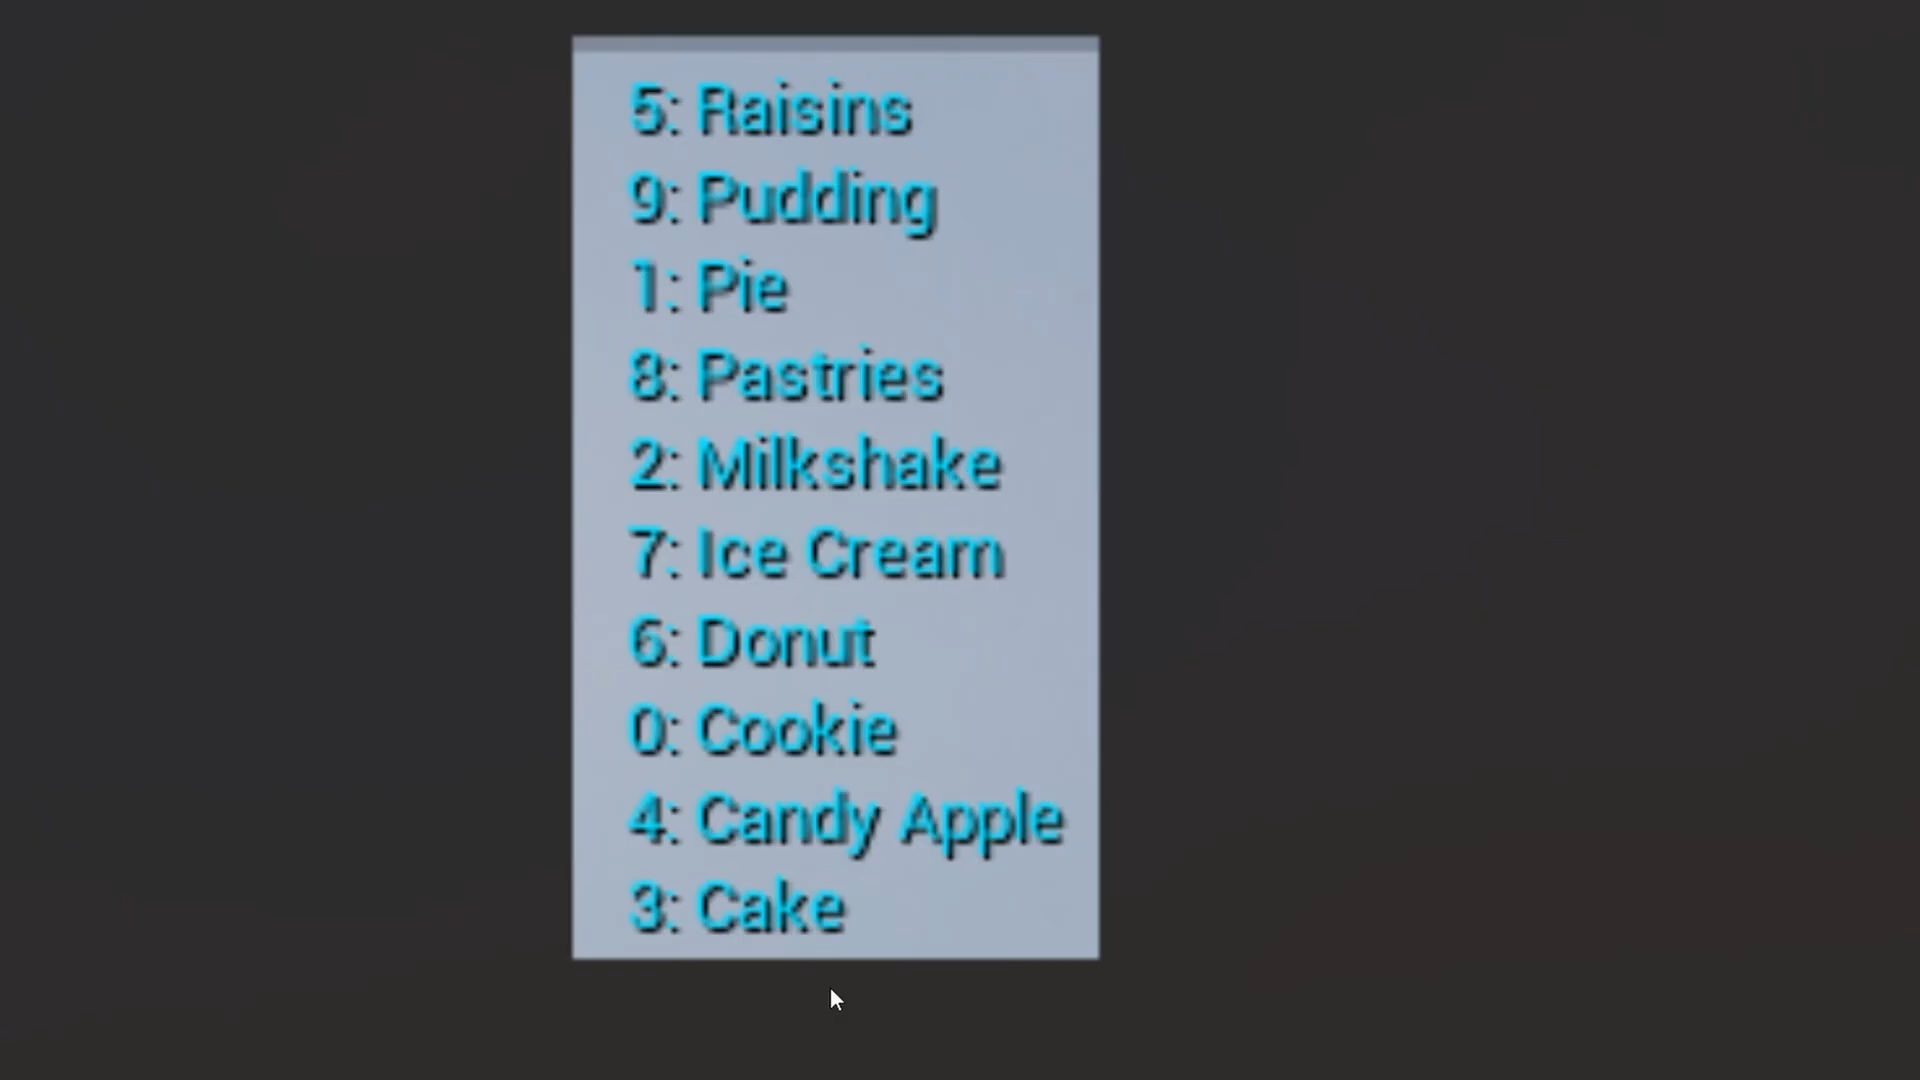 5: Raisins
9: Pudding
1: Pie
8: Pastries
2: Milkshake
7: Ice Cream
6: Donut
0: Cookie
4: Candy Apple
3: Cake